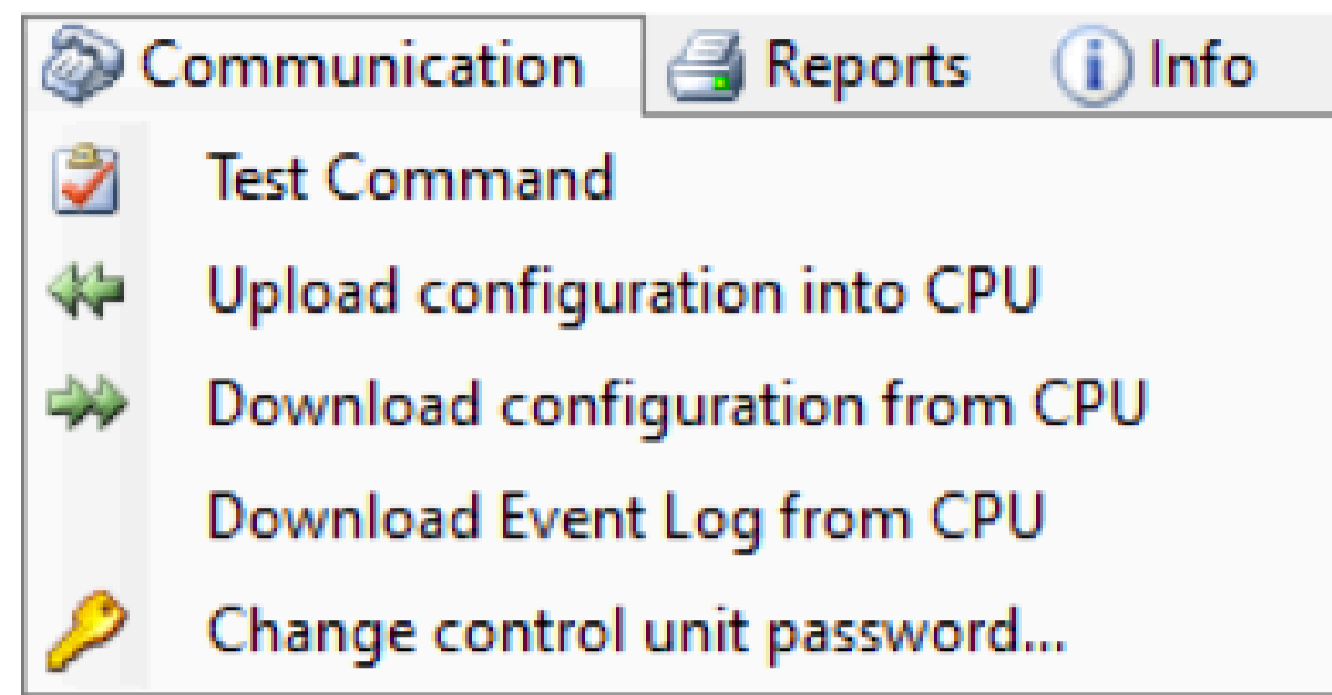 Communication Reports Info
Test Command
Upload configuration into CPU
Download configuration from CPU
Download Event Log from CPU
Change control unit password...